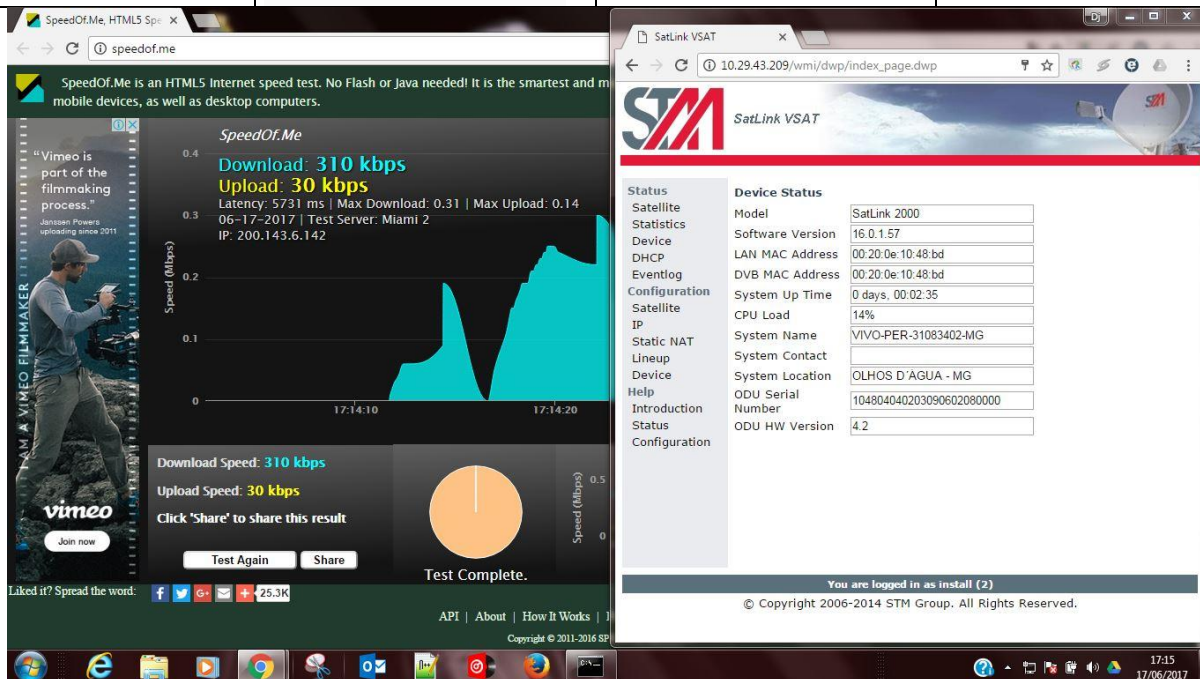 SpeedOf.Me, HTML5 Spe
speedof.me
SpeedOf.Me is an HTML5 Internet speed test. No Flash or Java needed! It is the smartest and m
mobile devices, as well as desktop computers.
"Vimeo is
part of the
filmmaking
process."
Janssen Powers
uploading since 2011
I AM A VIMEO FILMMAKER
vimeo
Join now
SpeedOf.Me
Download: 310 kbps
Upload: 30 kbps
Latency: 5731 ms | Max Download: 0.31 | Max Upload: 0.14
06-17-2017 | Test Server: Miami 2
IP: 200.143.6.142
Speed (Mbps)
0.4
0.3
0.2
0.1
0
17:14:10
17:14:20
Download Speed: 310 kbps
Upload Speed: 30 kbps
Click 'Share' to share this result
Test Again
Share
Test Complete.
Speed (Mbps)
0.5
0
Liked it? Spread the word:
f
G+
25.3K
API | About | How It Works |
Copyright © 2011-2016 SP
Dj
SatLink VSAT
10.29.43.209/wmi/dwp/index_page.dwp
STM
SatLink VSAT
STM
Status
Satellite
Statistics
Device
DHCP
Eventlog
Configuration
Satellite
IP
Static NAT
Lineup
Device
Help
Introduction
Status
Configuration
Device Status
Model SatLink 2000
Software Version 16.0.1.57
LAN MAC Address 00:20:0e:10:48:bd
DVB MAC Address 00:20:0e:10:48:bd
System Up Time 0 days, 00:02:35
CPU Load 14%
System Name VIVO-PER-31083402-MG
System Contact
System Location OLHOS D´AGUA - MG
ODU Serial
Number 104804040203090602080000
ODU HW Version 4.2
You are logged in as install (2)
© Copyright 2006-2014 STM Group. All Rights Reserved.
17:15
17/06/2017